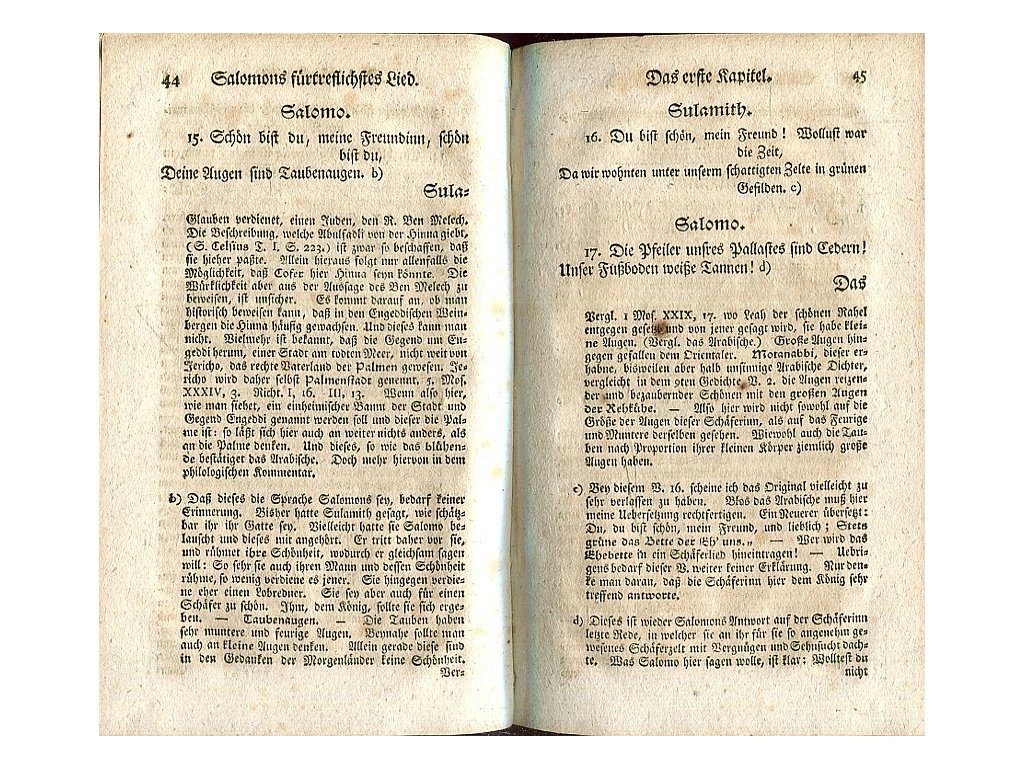 44 Salomons fürtreflichstes Lied.
Salomo.
15. Schön bist du, meine Freundinn, schön
bist du,
Deine Augen sind Taubenaugen. b)
Sula-
Glauben verdienet, einen Juden, den R. Ben Melech.
Die Beschreibung, welche Abulfadli von der Hinna giebt,
(S. Celsius T. I. S. 223.) ist zwar so beschaffen, daß
sie hieher paßte. Allein hieraus folgt nur allenfalls die
Möglichkeit, daß Cofer hier Hinna seyn könnte. Die
Würklichkeit aber aus der Aussage des Ben Melech zu
beweisen, ist unsicher. Es kommt darauf an, ob man
historisch beweisen kann, daß in den Engeddischen Wein-
bergen die Hinna häufig gewachsen. Und dieses kann man
nicht. Vielmehr ist bekannt, daß die Gegend um En-
geddi herum, einer Stadt am todten Meer, nicht weit von
Jericho, das rechte Vaterland der Palmen gewesen. Je-
richo wird daher selbst Palmenstadt genennt. 5. Mos.
XXXIV, 3. Richt. I, 16. III, 13. Wenn also hier,
wie man siehet, ein einheimischer Baum der Stadt und
Gegend Engeddi genannt werden soll und dieser die Pal-
me ist: so läßt sich hier auch an weiter nichts anders, als
an die Palme denken. Und dieses, so wie das blühen-
de bestätiget das Arabische. Doch mehr hiervon in dem
philologischen Kommentar.
b) Daß dieses die Sprache Salomons sey, bedarf keiner
Erinnerung. Bisher hatte Sulamith gesagt, wie schätz-
bar ihr ihr Gatte sey. Vielleicht hatte sie Salomo be-
lauscht und dieses mit angehört. Er tritt daher vor sie,
und rühmet ihre Schönheit, wodurch er gleichsam sagen
will: So sehr sie auch ihren Mann und dessen Schönheit
rühme, so wenig verdiene es jener. Sie hingegen verdie-
ne eher einen Lobredner. Sie sey aber auch für einen
Schäfer zu schön. Ihm, dem König, sollte sie sich erge-
ben. — Taubenaugen. — Die Tauben haben
sehr muntere und feurige Augen. Beynahe sollte man
auch an kleine Augen denken. Allein gerade diese sind
in den Gedanken der Morgenländer keine Schönheit.
Ver-
Das erste Kapitel. 45
Sulamith.
16. Du bist schön, mein Freund! Wollust war
die Zeit,
Da wir wohnten unter unserm schattigten Zelte in grünen
Gefilden. c)
Salomo.
17. Die Pfeiler unsres Pallastes sind Cedern!
Unser Fußboden weiße Tannen! d)
Das
Vergl. 1 Mos. XXIX, 17. wo Leah der schönen Rahel
entgegen gesetzt und von jener gesagt wird, sie habe klei-
ne Augen. (Vergl. das Arabische.) Große Augen hin-
gegen gefallen dem Orientaler. Motanabbi, dieser er-
habne, bisweilen aber halb unsinnige Arabische Dichter,
vergleicht in dem 9ten Gedichte V. 2. die Augen reizen-
der und bezaubernder Schönen mit den großen Augen
der Rehkühe. — Also hier wird nicht sowohl auf die
Größe der Augen dieser Schäferinn, als auf das Feurige
und Muntere derselben gesehen. Wiewohl auch die Tau-
ben nach Proportion ihrer kleinen Körper ziemlich große
Augen haben.
c) Bey diesem V. 16. scheine ich das Original vielleicht zu
sehr verlassen zu haben. Blos das Arabische muß hier
meine Uebersetzung rechtfertigen. Ein Neuerer übersetzt:
Du, du bist schön, mein Freund, und lieblich; Stets
grüne das Bette der Eh' uns.„ — Wer wird das
Ehebette in ein Schäferlied hineintragen! — Uebri-
gens bedarf dieser V. weiter keiner Erklärung. Nur den-
ke man daran, daß die Schäferinn hier dem König sehr
treffend antworte.
d) Dieses ist wieder Salomons Antwort auf der Schäferinn
letzte Rede, in welcher sie an ihr für sie so angenehm ge-
wesenes Schäferzelt mit Vergnügen und Sehnsucht dach-
te. Was Salomo hier sagen wolle, ist klar: Wolltest du
nicht